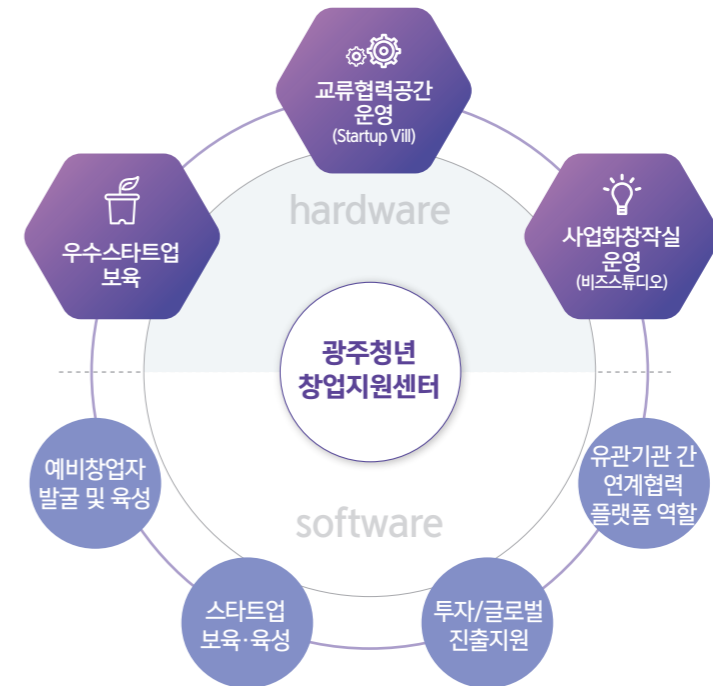 교류협력공간
운영
(Startup Vill)
우수스타트업
보육
hardware
사업화창작실
운영
(비즈스튜디오)
광주청년
창업지원센터
예비창업자
발굴 및 육성
software
유관기관 간
연계협력
플랫폼 역할
스타트업
보육·육성
투자/글로벌
진출지원